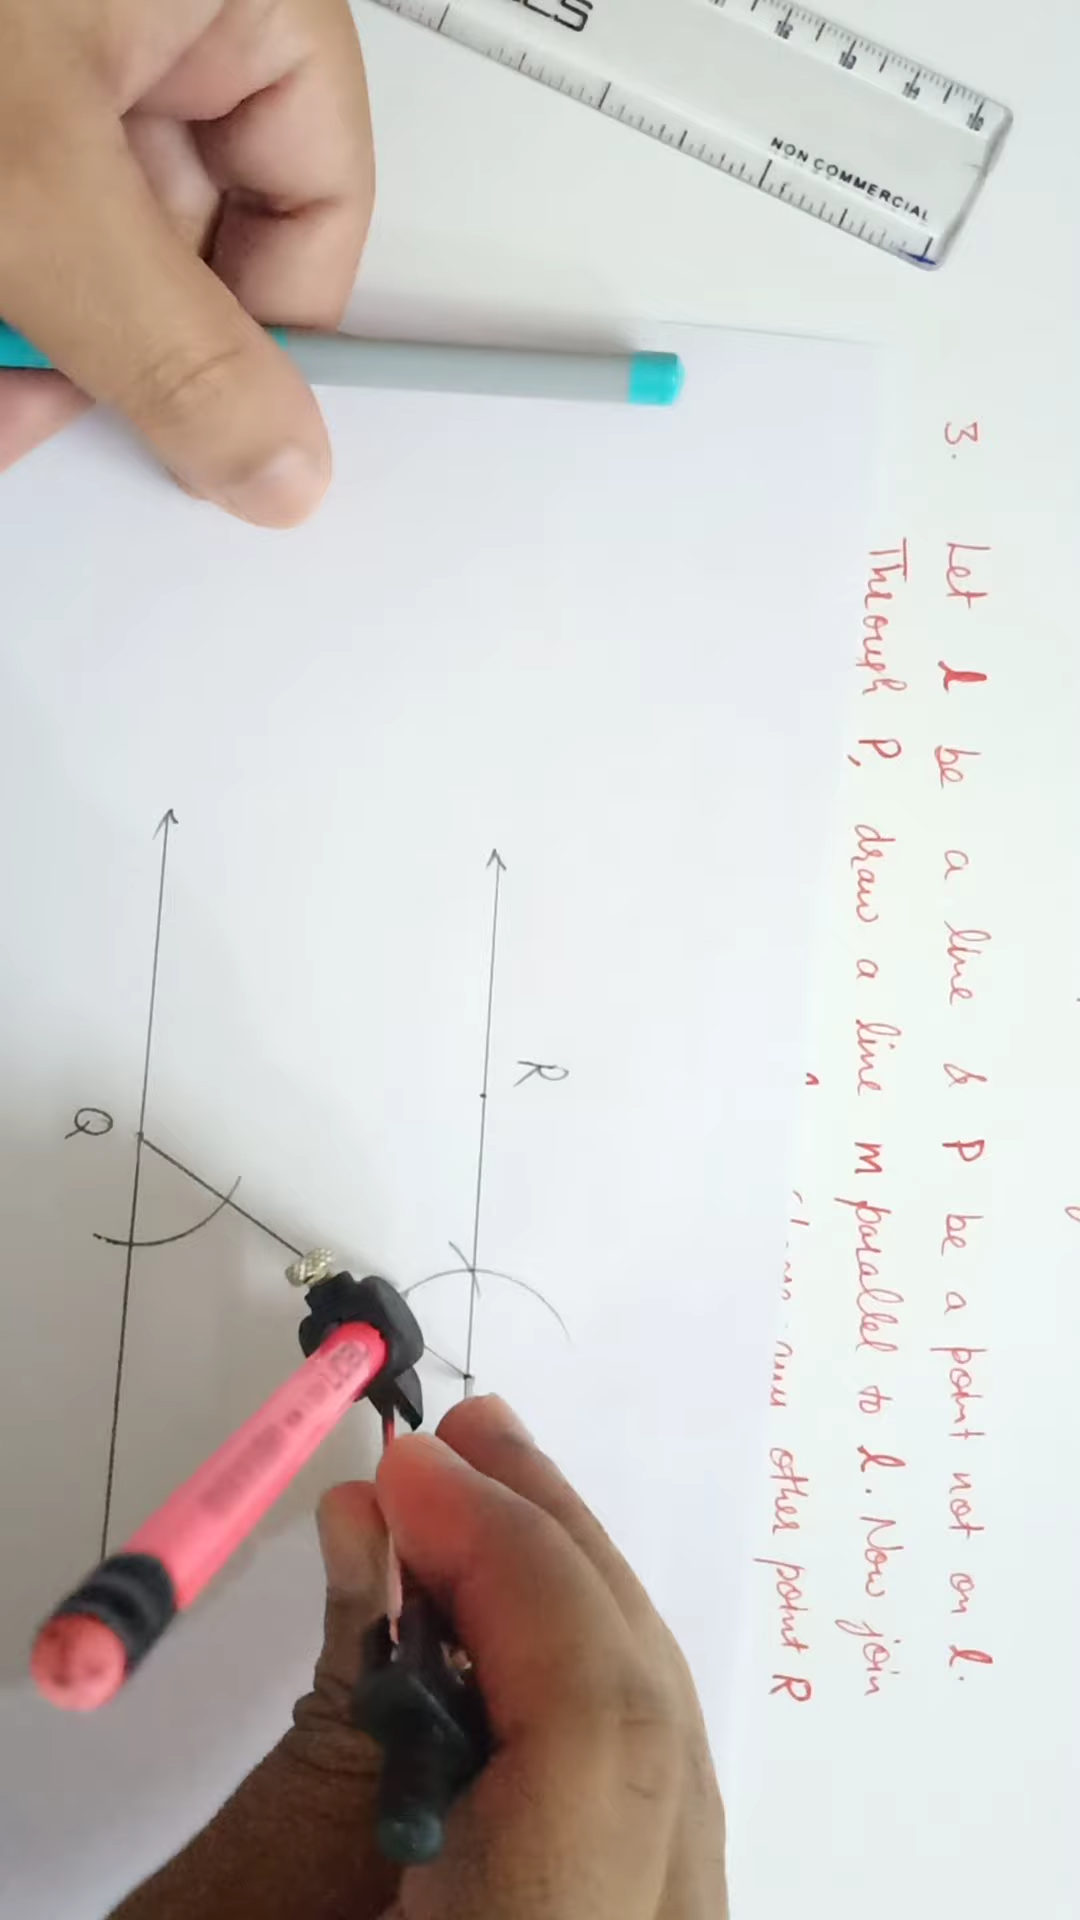 3. Let l be a line & P be a point not on l.
Through P, draw a line m parallel to l. Now join
other point R
R
Q
NON COMMERCIAL